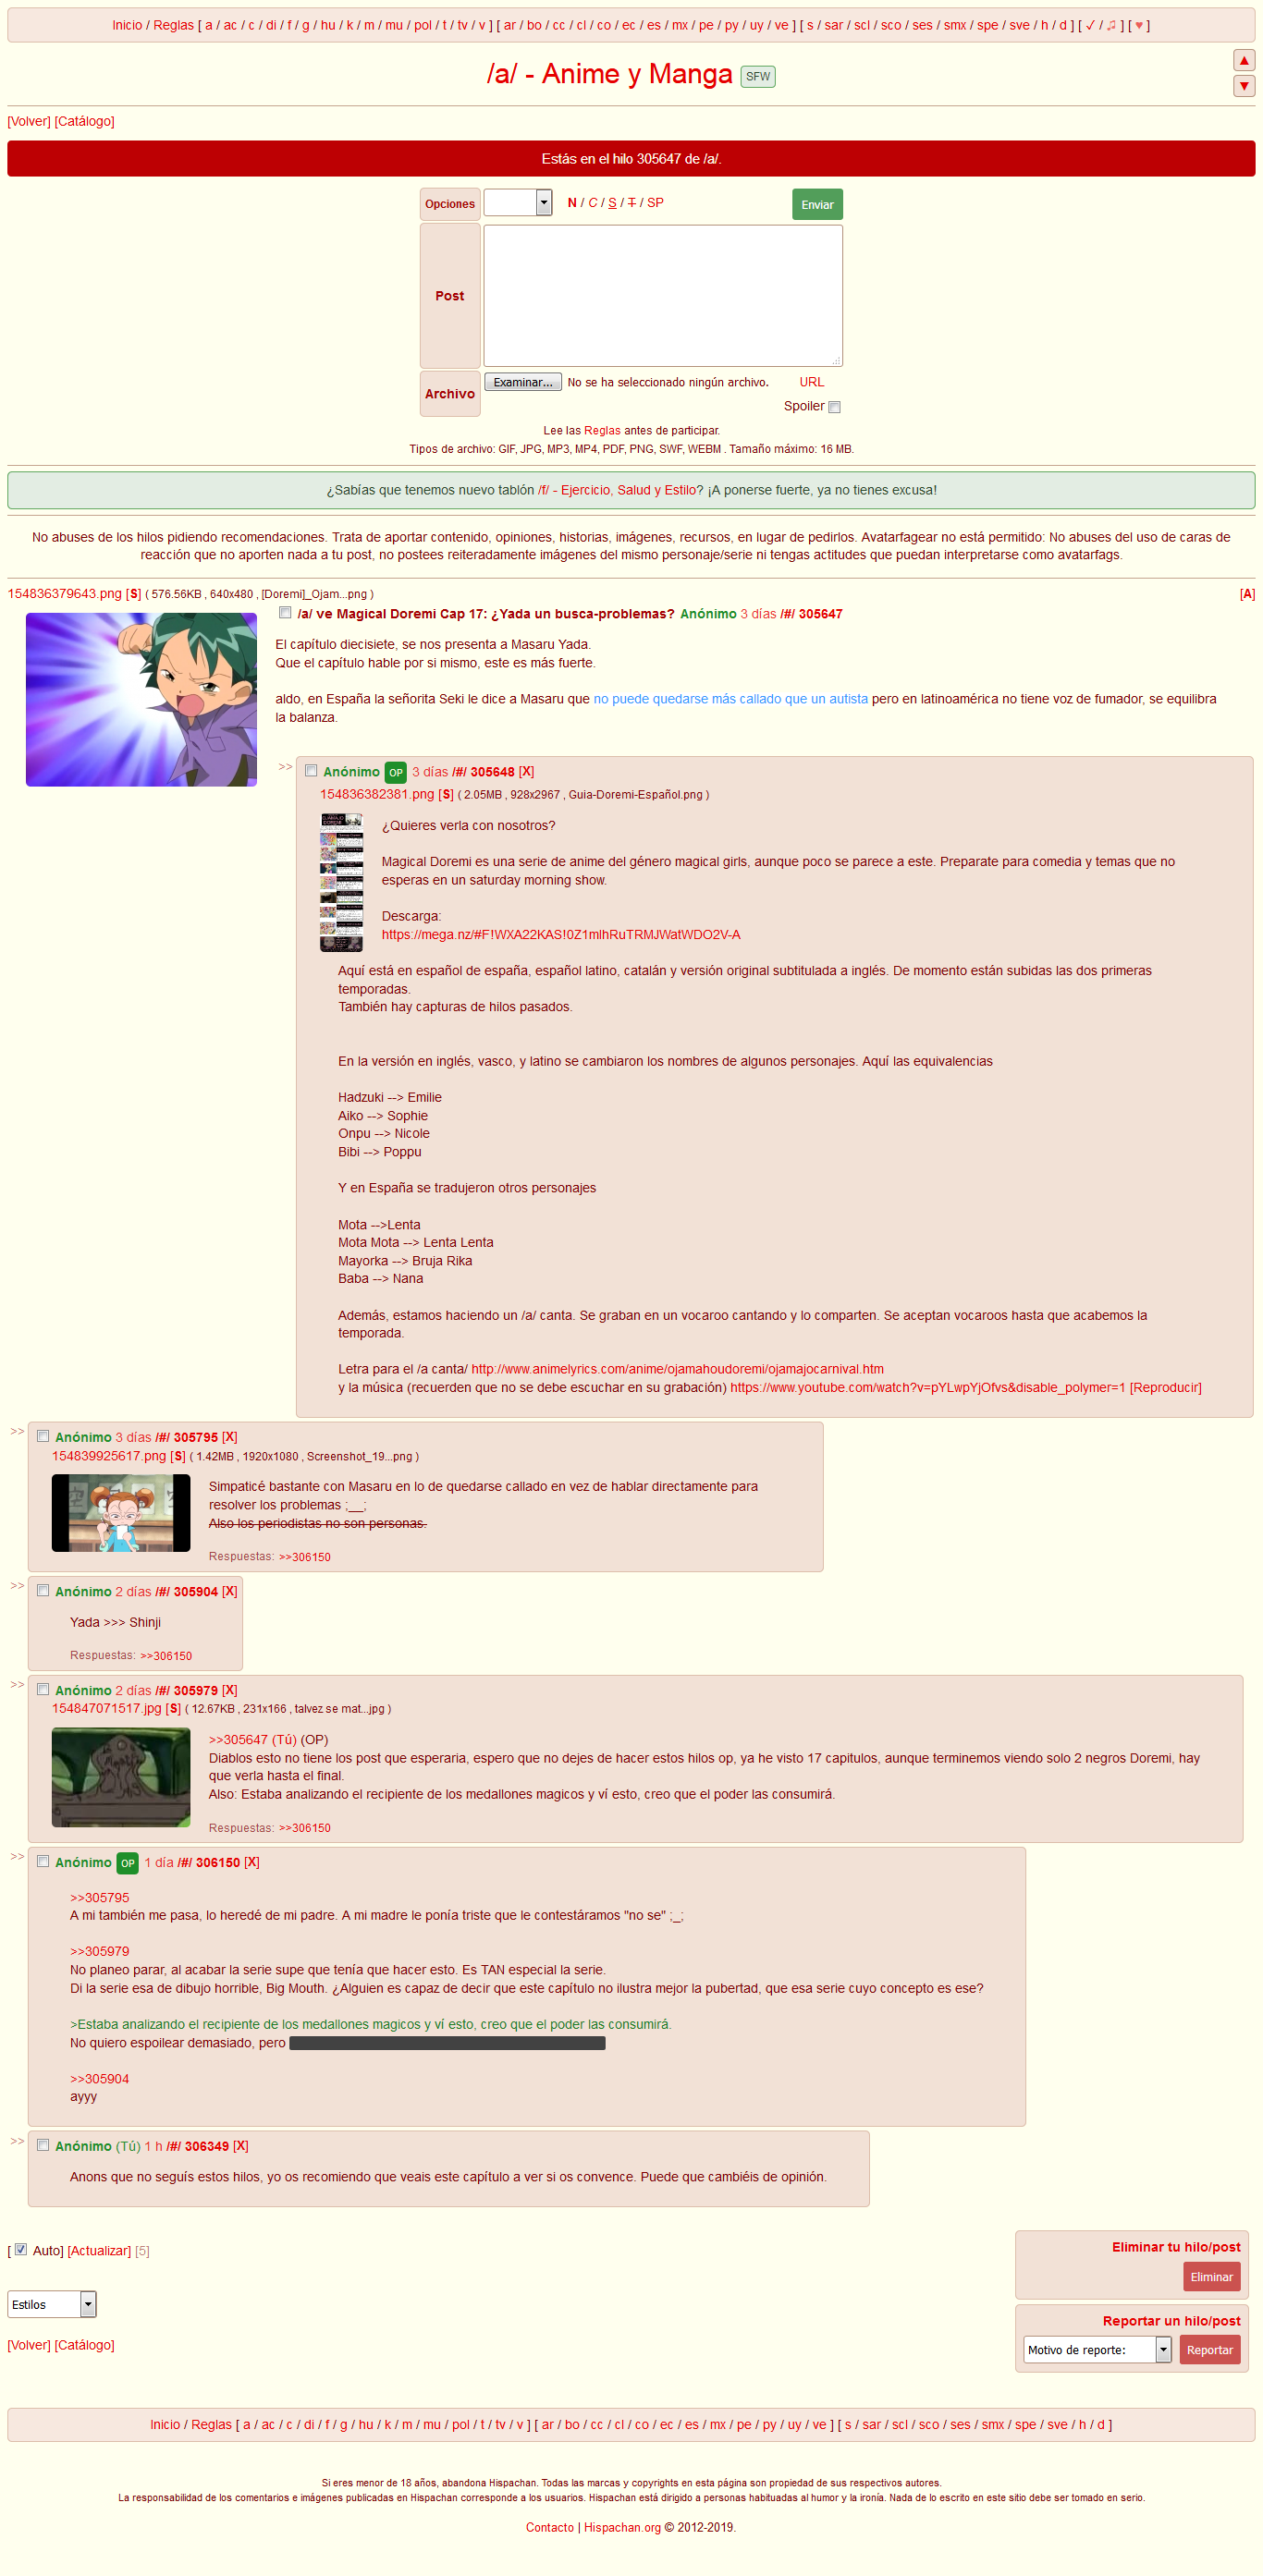 Inicio / Reglas [ a / ac / c / di / f / g / hu / k / m / mu / pol / t / tv / v ] [ ar / bo / cc / cl / co / ec / es / mx / pe / py / uy / ve ] [ s / sar / scl / sco / ses / smx / spe / sve / h / d ] [ ✓ / ♫ ] [ ♥ ]
/a/ - Anime y Manga SFW
▲
▼
[Volver] [Catálogo]
Estás en el hilo 305647 de /a/.
Opciones N / C / S / T / SP Enviar
Post
Archivo Examinar... No se ha seleccionado ningún archivo. URL
Spoiler
Lee las Reglas antes de participar.
Tipos de archivo: GIF, JPG, MP3, MP4, PDF, PNG, SWF, WEBM . Tamaño máximo: 16 MB.
¿Sabías que tenemos nuevo tablón /f/ - Ejercicio, Salud y Estilo? ¡A ponerse fuerte, ya no tienes excusa!
No abuses de los hilos pidiendo recomendaciones. Trata de aportar contenido, opiniones, historias, imágenes, recursos, en lugar de pedirlos. Avatarfagear no está permitido: No abuses del uso de caras de
reacción que no aporten nada a tu post, no postees reiteradamente imágenes del mismo personaje/serie ni tengas actitudes que puedan interpretarse como avatarfags.
154836379643.png [S] ( 576.56KB , 640x480 , [Doremi]_Ojam...png ) [A]
/a/ ve Magical Doremi Cap 17: ¿Yada un busca-problemas? Anónimo 3 días /#/ 305647
El capítulo diecisiete, se nos presenta a Masaru Yada.
Que el capítulo hable por si mismo, este es más fuerte.
aldo, en España la señorita Seki le dice a Masaru que no puede quedarse más callado que un autista pero en latinoamérica no tiene voz de fumador, se equilibra
la balanza.
>> Anónimo OP 3 días /#/ 305648 [X]
154836382381.png [S] ( 2.05MB , 928x2967 , Guia-Doremi-Español.png )
¿Quieres verla con nosotros?
Magical Doremi es una serie de anime del género magical girls, aunque poco se parece a este. Preparate para comedia y temas que no
esperas en un saturday morning show.
Descarga:
https://mega.nz/#F!WXA22KAS!0Z1mlhRuTRMJWatWDO2V-A
Aquí está en español de españa, español latino, catalán y versión original subtitulada a inglés. De momento están subidas las dos primeras
temporadas.
También hay capturas de hilos pasados.
En la versión en inglés, vasco, y latino se cambiaron los nombres de algunos personajes. Aquí las equivalencias
Hadzuki --> Emilie
Aiko --> Sophie
Onpu --> Nicole
Bibi --> Poppu
Y en España se tradujeron otros personajes
Mota -->Lenta
Mota Mota --> Lenta Lenta
Mayorka --> Bruja Rika
Baba --> Nana
Además, estamos haciendo un /a/ canta. Se graban en un vocaroo cantando y lo comparten. Se aceptan vocaroos hasta que acabemos la
temporada.
Letra para el /a canta/ http://www.animelyrics.com/anime/ojamahoudoremi/ojamajocarnival.htm
y la música (recuerden que no se debe escuchar en su grabación) https://www.youtube.com/watch?v=pYLwpYjOfvs&disable_polymer=1 [Reproducir]
>> Anónimo 3 días /#/ 305795 [X]
154839925617.png [S] ( 1.42MB , 1920x1080 , Screenshot_19...png )
Simpaticé bastante con Masaru en lo de quedarse callado en vez de hablar directamente para
resolver los problemas ;__;
Also los periodistas no son personas.
Respuestas: >>306150
>> Anónimo 2 días /#/ 305904 [X]
Yada >>> Shinji
Respuestas: >>306150
>> Anónimo 2 días /#/ 305979 [X]
154847071517.jpg [S] ( 12.67KB , 231x166 , talvez se mat...jpg )
>>305647 (Tú) (OP)
Diablos esto no tiene los post que esperaria, espero que no dejes de hacer estos hilos op, ya he visto 17 capitulos, aunque terminemos viendo solo 2 negros Doremi, hay
que verla hasta el final.
Also: Estaba analizando el recipiente de los medallones magicos y ví esto, creo que el poder las consumirá.
Respuestas: >>306150
>> Anónimo OP 1 día /#/ 306150 [X]
>>305795
A mi también me pasa, lo heredé de mi padre. A mi madre le ponía triste que le contestáramos "no se" ;_;
>>305979
No planeo parar, al acabar la serie supe que tenía que hacer esto. Es TAN especial la serie.
Di la serie esa de dibujo horrible, Big Mouth. ¿Alguien es capaz de decir que este capítulo no ilustra mejor la pubertad, que esa serie cuyo concepto es ese?
>Estaba analizando el recipiente de los medallones magicos y ví esto, creo que el poder las consumirá.
No quiero espoilear demasiado, pero
>>305904
ayyy
>> Anónimo (Tú) 1 h /#/ 306349 [X]
Anons que no seguís estos hilos, yo os recomiendo que veais este capítulo a ver si os convence. Puede que cambiéis de opinión.
[ Auto] [Actualizar] [5]
Eliminar tu hilo/post
Eliminar
Estilos
Reportar un hilo/post
Motivo de reporte: Reportar
[Volver] [Catálogo]
Inicio / Reglas [ a / ac / c / di / f / g / hu / k / m / mu / pol / t / tv / v ] [ ar / bo / cc / cl / co / ec / es / mx / pe / py / uy / ve ] [ s / sar / scl / sco / ses / smx / spe / sve / h / d ]
Si eres menor de 18 años, abandona Hispachan. Todas las marcas y copyrights en esta página son propiedad de sus respectivos autores.
La responsabilidad de los comentarios e imágenes publicadas en Hispachan corresponde a los usuarios. Hispachan está dirigido a personas habituadas al humor y la ironía. Nada de lo escrito en este sitio debe ser tomado en serio.
Contacto | Hispachan.org © 2012-2019.